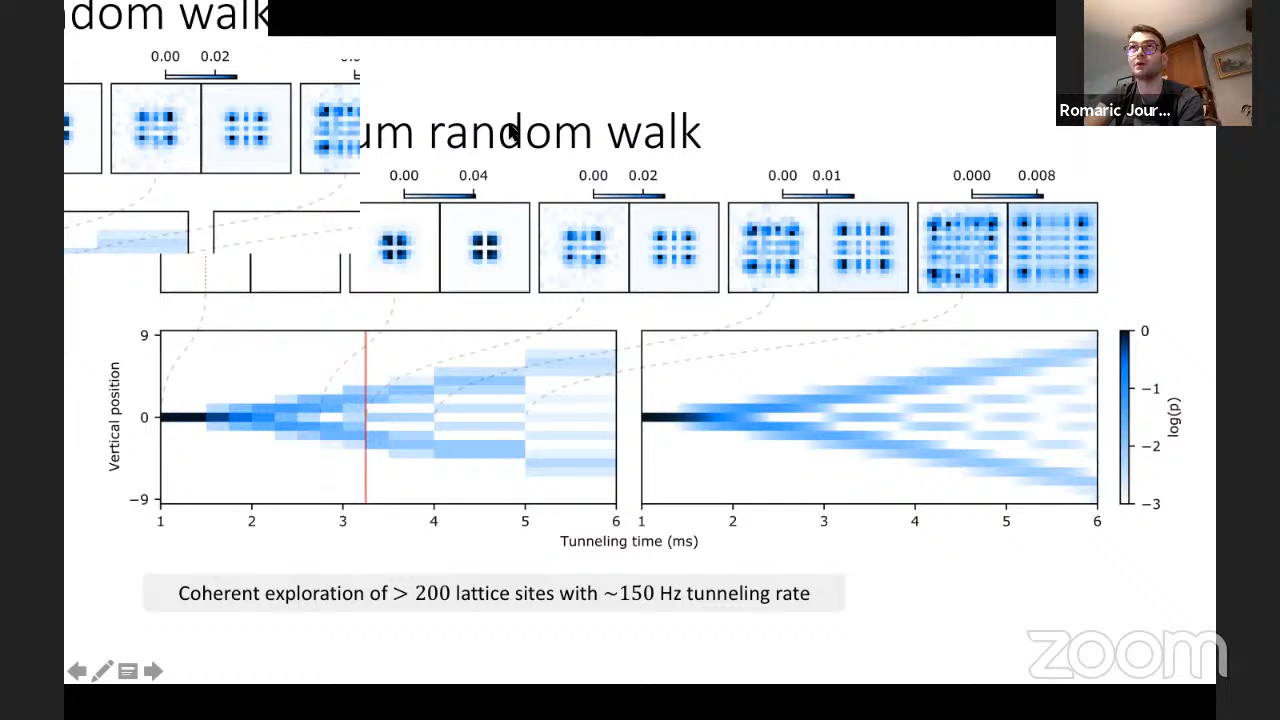 dom walk
0.00 0.02
Romaric Jour...
um random walk
0.00 0.04
0.00 0.02
0.00 0.01
0.000 0.008
9
0
−9
Vertical position
1 2 3 4 5 6
1 2 3 4 5 6
Tunneling time (ms)
0
−1
−2
−3
log(p)
Coherent exploration of > 200 lattice sites with ~150 Hz tunneling rate
zoom